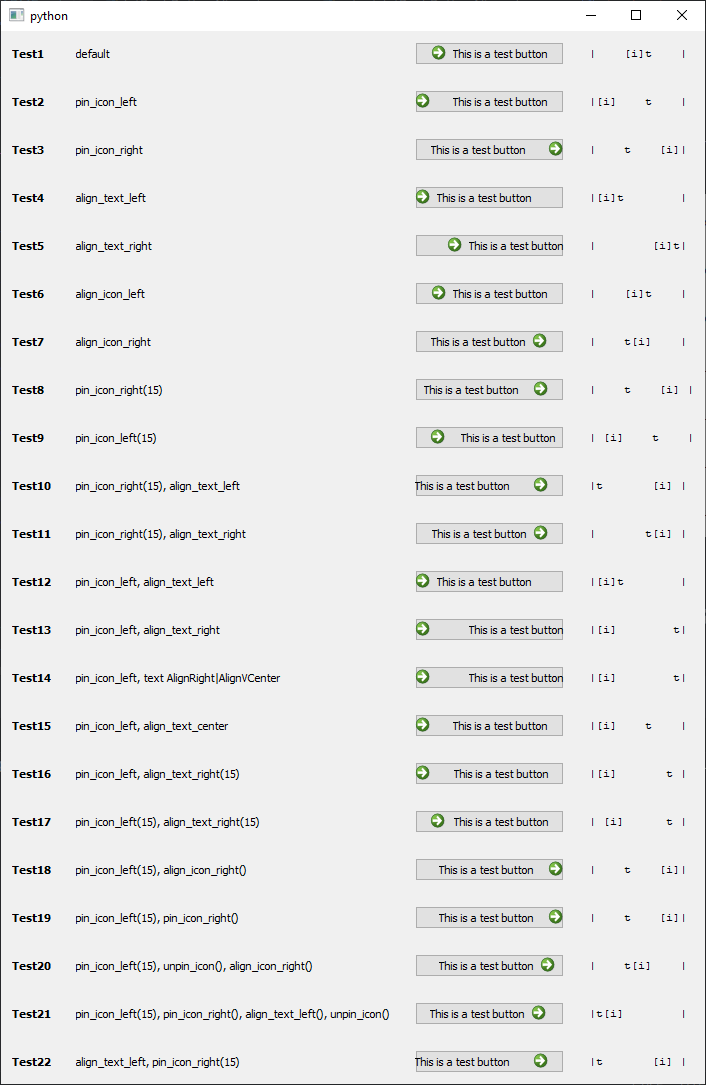 python
Test1 default This is a test button | [i]t |
Test2 pin_icon_left This is a test button |[i] t |
Test3 pin_icon_right This is a test button | t [i]|
Test4 align_text_left This is a test button |[i]t |
Test5 align_text_right This is a test button | [i]t|
Test6 align_icon_left This is a test button | [i]t |
Test7 align_icon_right This is a test button | t[i] |
Test8 pin_icon_right(15) This is a test button | t [i] |
Test9 pin_icon_left(15) This is a test button | [i] t |
Test10 pin_icon_right(15), align_text_left This is a test button |t [i] |
Test11 pin_icon_right(15), align_text_right This is a test button | t[i] |
Test12 pin_icon_left, align_text_left This is a test button |[i]t |
Test13 pin_icon_left, align_text_right This is a test button |[i] t|
Test14 pin_icon_left, text AlignRight|AlignVCenter This is a test button |[i] t|
Test15 pin_icon_left, align_text_center This is a test button |[i] t |
Test16 pin_icon_left, align_text_right(15) This is a test button |[i] t |
Test17 pin_icon_left(15), align_text_right(15) This is a test button | [i] t |
Test18 pin_icon_left(15), align_icon_right() This is a test button | t [i]|
Test19 pin_icon_left(15), pin_icon_right() This is a test button | t [i]|
Test20 pin_icon_left(15), unpin_icon(), align_icon_right() This is a test button | t[i] |
Test21 pin_icon_left(15), pin_icon_right(), align_text_left(), unpin_icon() This is a test button |t[i] |
Test22 align_text_left, pin_icon_right(15) This is a test button |t [i] |